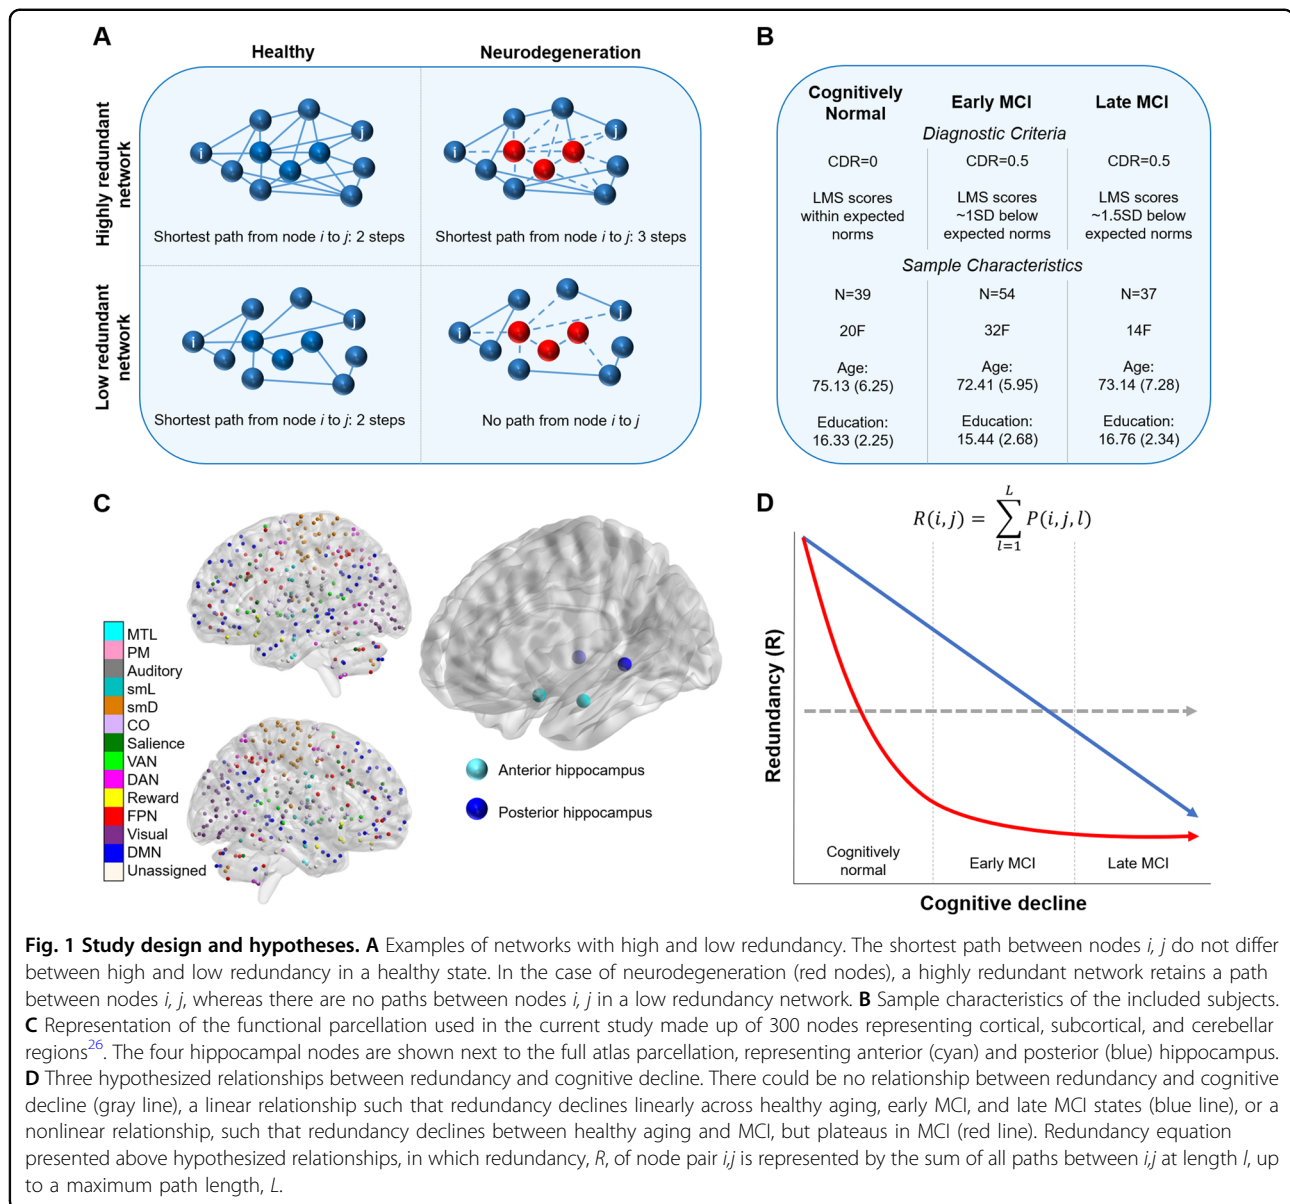 A
Healthy
Neurodegeneration
Highly redundant
network
i
j
i
j
Shortest path from node i to j: 2 steps
Shortest path from node i to j: 3 steps
Low redundant
network
i
j
i
j
Shortest path from node i to j: 2 steps
No path from node i to j
B
Cognitively
Normal
Early MCI
Late MCI
Diagnostic Criteria
CDR=0
CDR=0.5
CDR=0.5
LMS scores
within expected
norms
LMS scores
~1SD below
expected norms
LMS scores
~1.5SD below
expected norms
Sample Characteristics
N=39
N=54
N=37
20F
32F
14F
Age:
75.13 (6.25)
Age:
72.41 (5.95)
Age:
73.14 (7.28)
Education:
16.33 (2.25)
Education:
15.44 (2.68)
Education:
16.76 (2.34)
C
MTL
PM
Auditory
smL
smD
CO
Salience
VAN
DAN
Reward
FPN
Visual
DMN
Unassigned
Anterior hippocampus
Posterior hippocampus
D
R(i,j) = ∑_{l=1}^{L} P(i,j,l)
Redundancy (R)
Cognitively
normal
Early MCI
Late MCI
Cognitive decline
Fig. 1 Study design and hypotheses. A Examples of networks with high and low redundancy. The shortest path between nodes i, j do not differ
between high and low redundancy in a healthy state. In the case of neurodegeneration (red nodes), a highly redundant network retains a path
between nodes i, j, whereas there are no paths between nodes i, j in a low redundancy network. B Sample characteristics of the included subjects.
C Representation of the functional parcellation used in the current study made up of 300 nodes representing cortical, subcortical, and cerebellar
regions26. The four hippocampal nodes are shown next to the full atlas parcellation, representing anterior (cyan) and posterior (blue) hippocampus.
D Three hypothesized relationships between redundancy and cognitive decline. There could be no relationship between redundancy and cognitive
decline (gray line), a linear relationship such that redundancy declines linearly across healthy aging, early MCI, and late MCI states (blue line), or a
nonlinear relationship, such that redundancy declines between healthy aging and MCI, but plateaus in MCI (red line). Redundancy equation
presented above hypothesized relationships, in which redundancy, R, of node pair i,j is represented by the sum of all paths between i,j at length l, up
to a maximum path length, L.